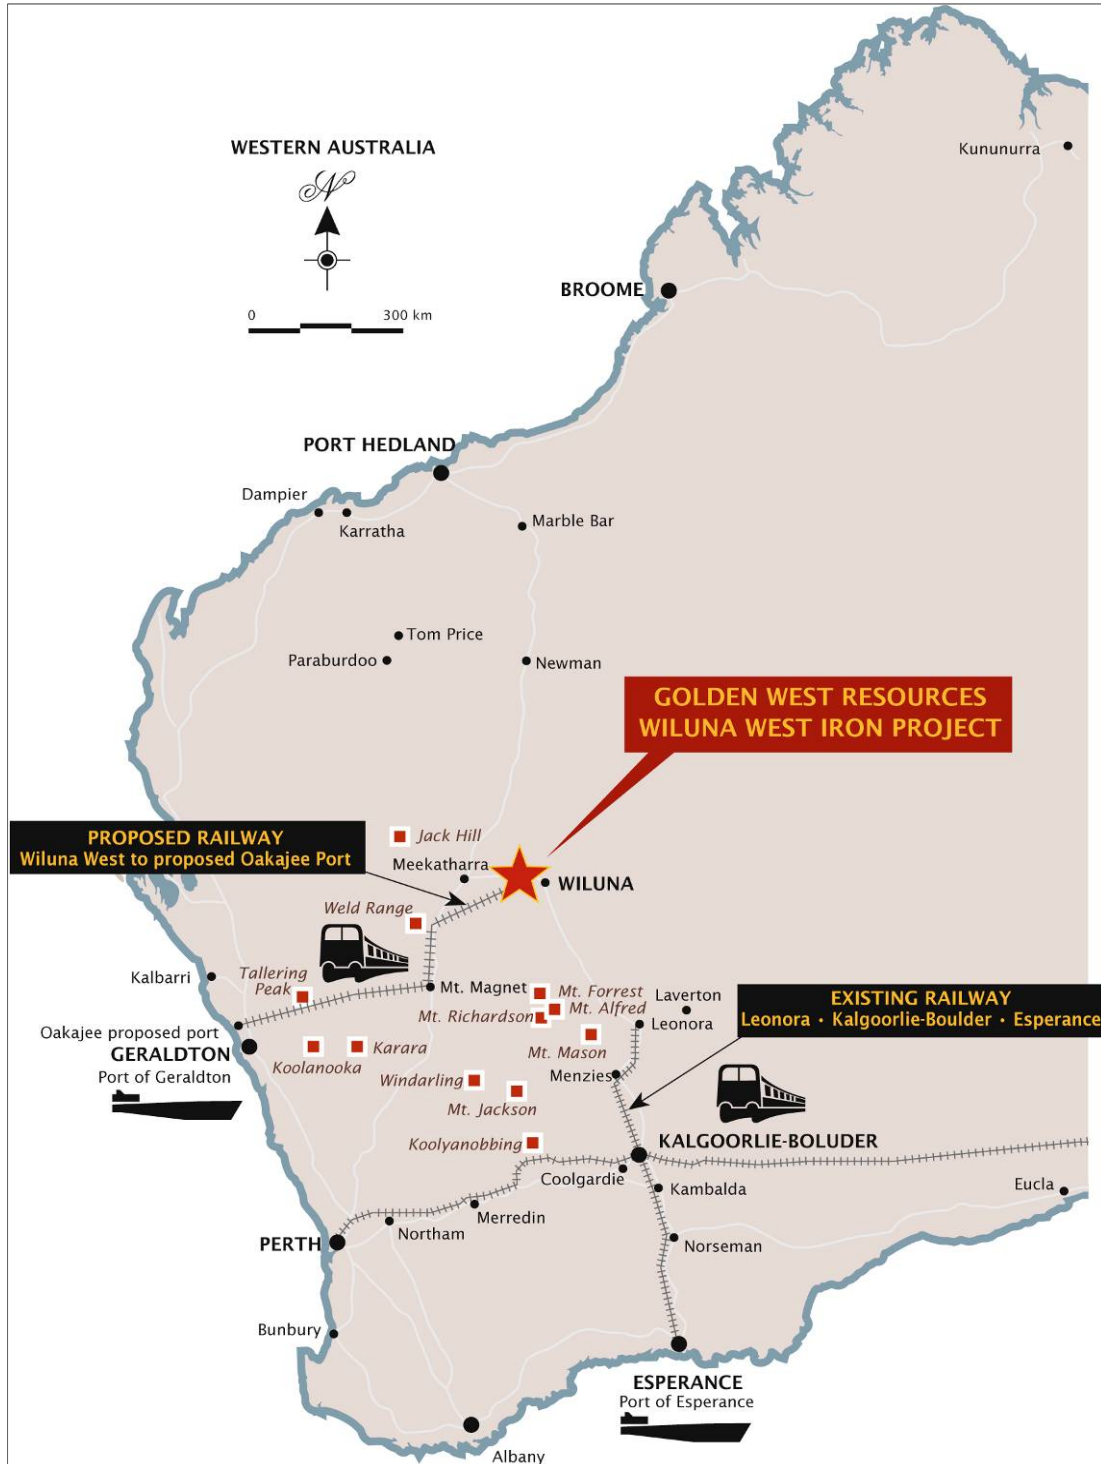 WESTERN AUSTRALIA
N
0 300 km
Kununurra
BROOME
PORT HEDLAND
Dampier
Karratha
Marble Bar
Tom Price
Paraburdoo
Newman
GOLDEN WEST RESOURCES
WILUNA WEST IRON PROJECT
PROPOSED RAILWAY
Wiluna West to proposed Oakajee Port
Jack Hill
Meekatharra
WILUNA
Weld Range
Kalbarri
Tallering
Peak
Mt. Magnet
Mt. Forrest
Mt. Alfred
Mt. Richardson
Laverton
Leonora
EXISTING RAILWAY
Leonora • Kalgoorlie-Boulder • Esperance
Oakajee proposed port
GERALDTON
Port of Geraldton
Koolanooka
Karara
Mt. Mason
Windarling
Menzies
Mt. Jackson
Koolyanobbing
KALGOORLIE-BOLUDER
Coolgardie
Kambalda
Eucla
Merredin
Northam
PERTH
Norseman
Bunbury
ESPERANCE
Port of Esperance
Albany